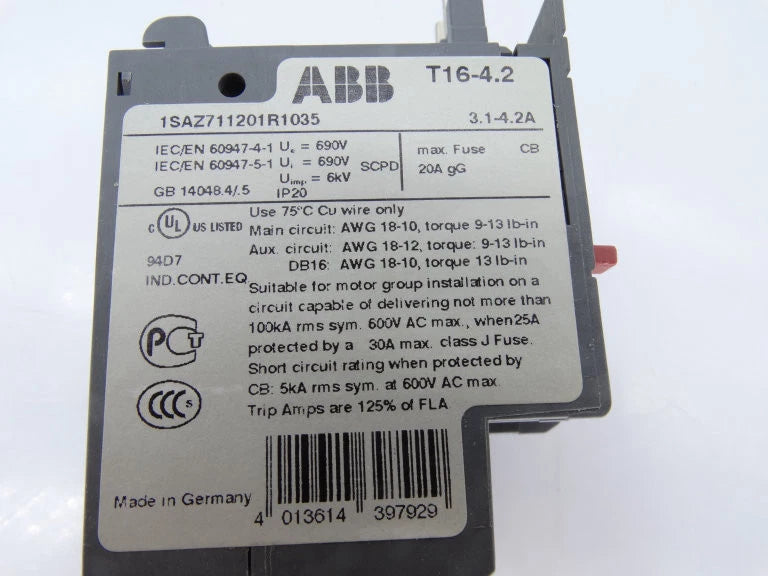 ABB T16-4.2
1SAZ711201R1035 3.1-4.2A
IEC/EN 60947-4-1 Ue = 690V
IEC/EN 60947-5-1 Ui = 690V SCPD
Uimp. = 6kV
GB 14048.4/.5 IP20
max. Fuse CB
20A gG
c UL US LISTED
94D7
IND.CONT.EQ
Use 75°C Cu wire only
Main circuit: AWG 18-10, torque 9-13 lb-in
Aux. circuit: AWG 18-12, torque: 9-13 lb-in
DB16: AWG 18-10, torque 13 lb-in
Suitable for motor group installation on a
circuit capable of delivering not more than
100kA rms sym. 600V AC max., when 25A
protected by a 30A max. class J Fuse.
Short circuit rating when protected by
CB: 5kA rms sym. at 600V AC max.
Trip Amps are 125% of FLA
PCT
CCC S
Made in Germany
4 013614 397929